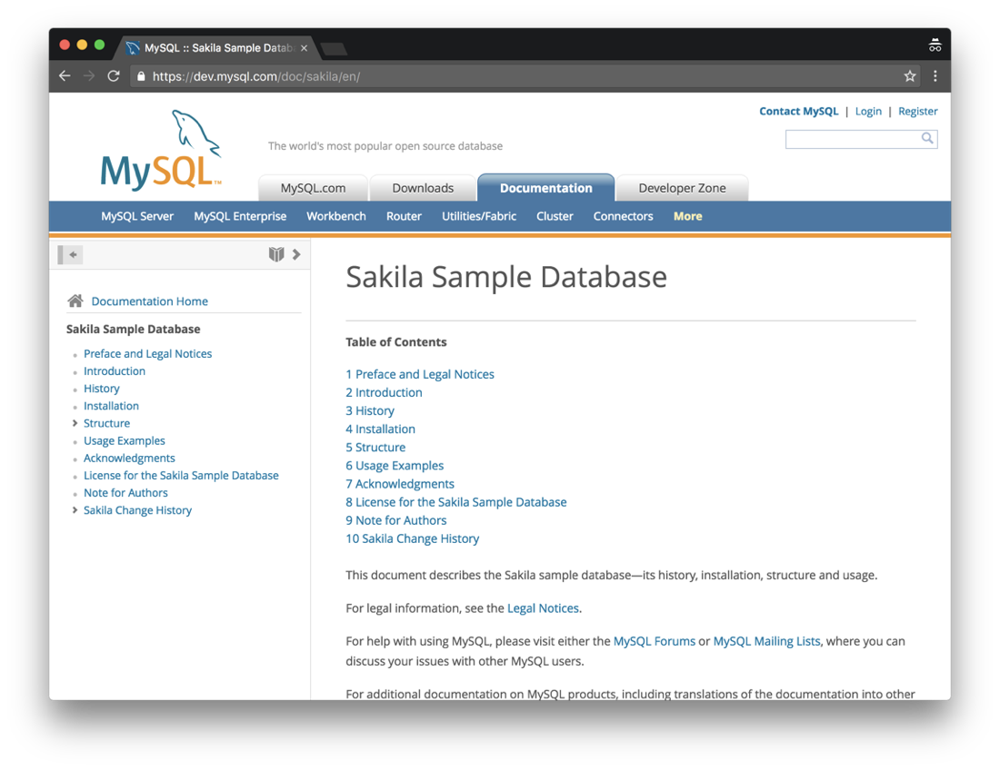 MySQL :: Sakila Sample Datab
https://dev.mysql.com/doc/sakila/en/
Contact MySQL | Login | Register
MySQL™
The world's most popular open source database
MySQL.com Downloads Documentation Developer Zone
MySQL Server MySQL Enterprise Workbench Router Utilities/Fabric Cluster Connectors More
Documentation Home
Sakila Sample Database
Preface and Legal Notices
Introduction
History
Installation
Structure
Usage Examples
Acknowledgments
License for the Sakila Sample Database
Note for Authors
Sakila Change History
Sakila Sample Database
Table of Contents
1 Preface and Legal Notices
2 Introduction
3 History
4 Installation
5 Structure
6 Usage Examples
7 Acknowledgments
8 License for the Sakila Sample Database
9 Note for Authors
10 Sakila Change History
This document describes the Sakila sample database—its history, installation, structure and usage.
For legal information, see the Legal Notices.
For help with using MySQL, please visit either the MySQL Forums or MySQL Mailing Lists, where you can
discuss your issues with other MySQL users.
For additional documentation on MySQL products, including translations of the documentation into other